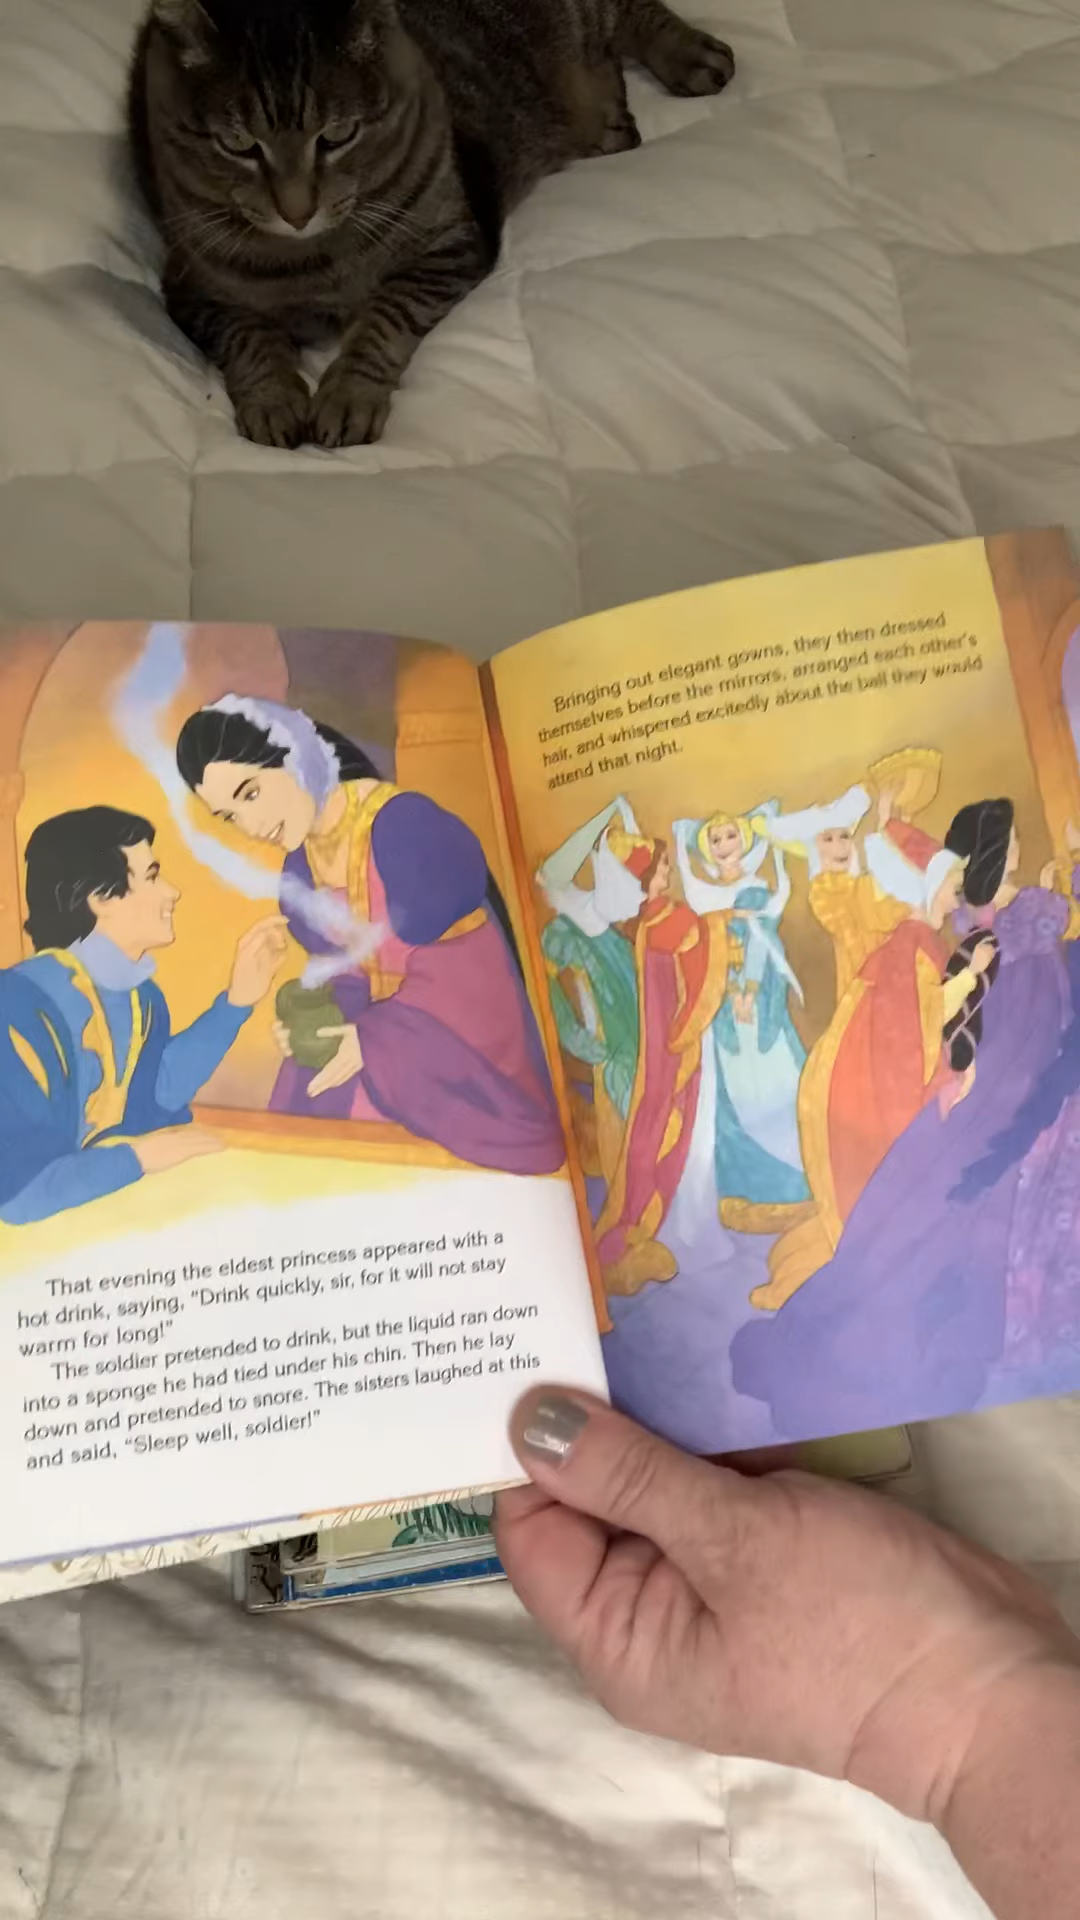 That evening the eldest princess appeared with a
hot drink, saying, "Drink quickly, sir, for it will not stay
warm for long!"
The soldier pretended to drink, but the liquid ran down
into a sponge he had tied under his chin. Then he lay
down and pretended to snore. The sisters laughed at this
and said, "Sleep well, soldier!"
Bringing out elegant gowns, they then dressed
themselves before the mirrors, arranged each other's
hair, and whispered excitedly about the ball they would
attend that night.